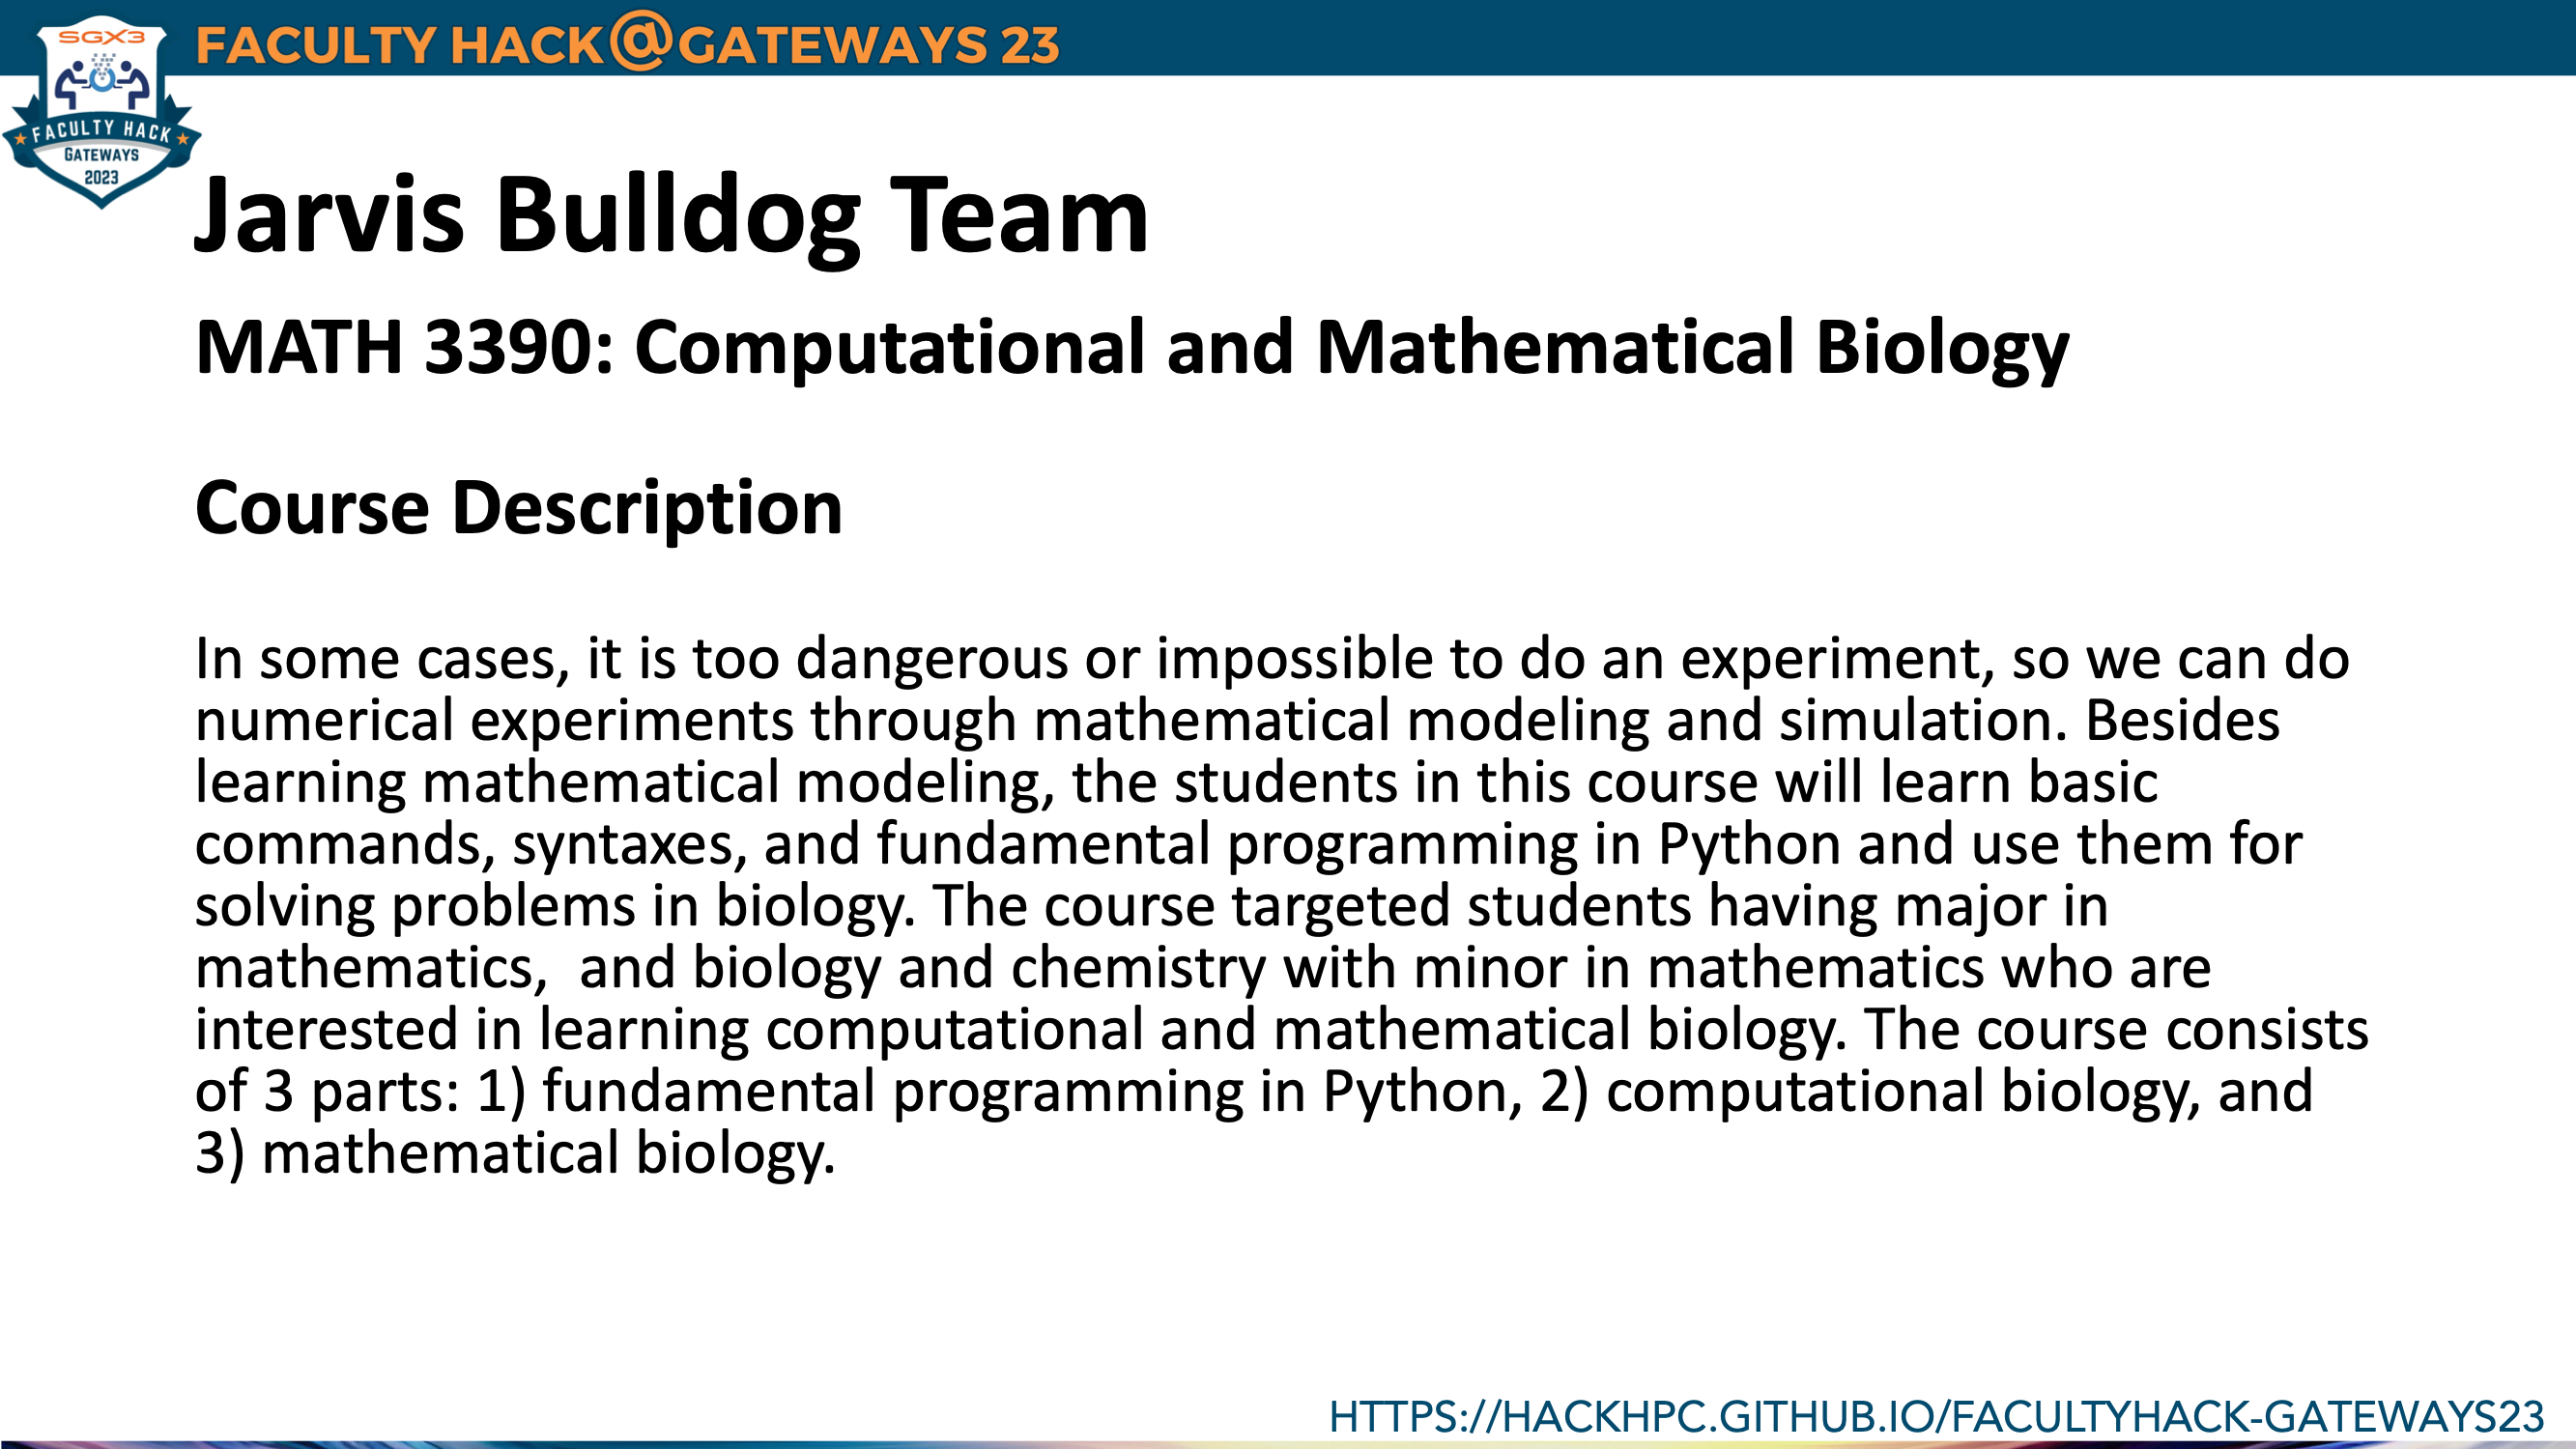 SGX3
FACULTY HACK@GATEWAYS 23
FACULTY HACK
GATEWAYS
2023
Jarvis Bulldog Team
MATH 3390: Computational and Mathematical Biology
Course Description
In some cases, it is too dangerous or impossible to do an experiment, so we can do
numerical experiments through mathematical modeling and simulation. Besides
learning mathematical modeling, the students in this course will learn basic
commands, syntaxes, and fundamental programming in Python and use them for
solving problems in biology. The course targeted students having major in
mathematics,  and biology and chemistry with minor in mathematics who are
interested in learning computational and mathematical biology. The course consists
of 3 parts: 1) fundamental programming in Python, 2) computational biology, and
3) mathematical biology.
HTTPS://HACKHPC.GITHUB.IO/FACULTYHACK-GATEWAYS23